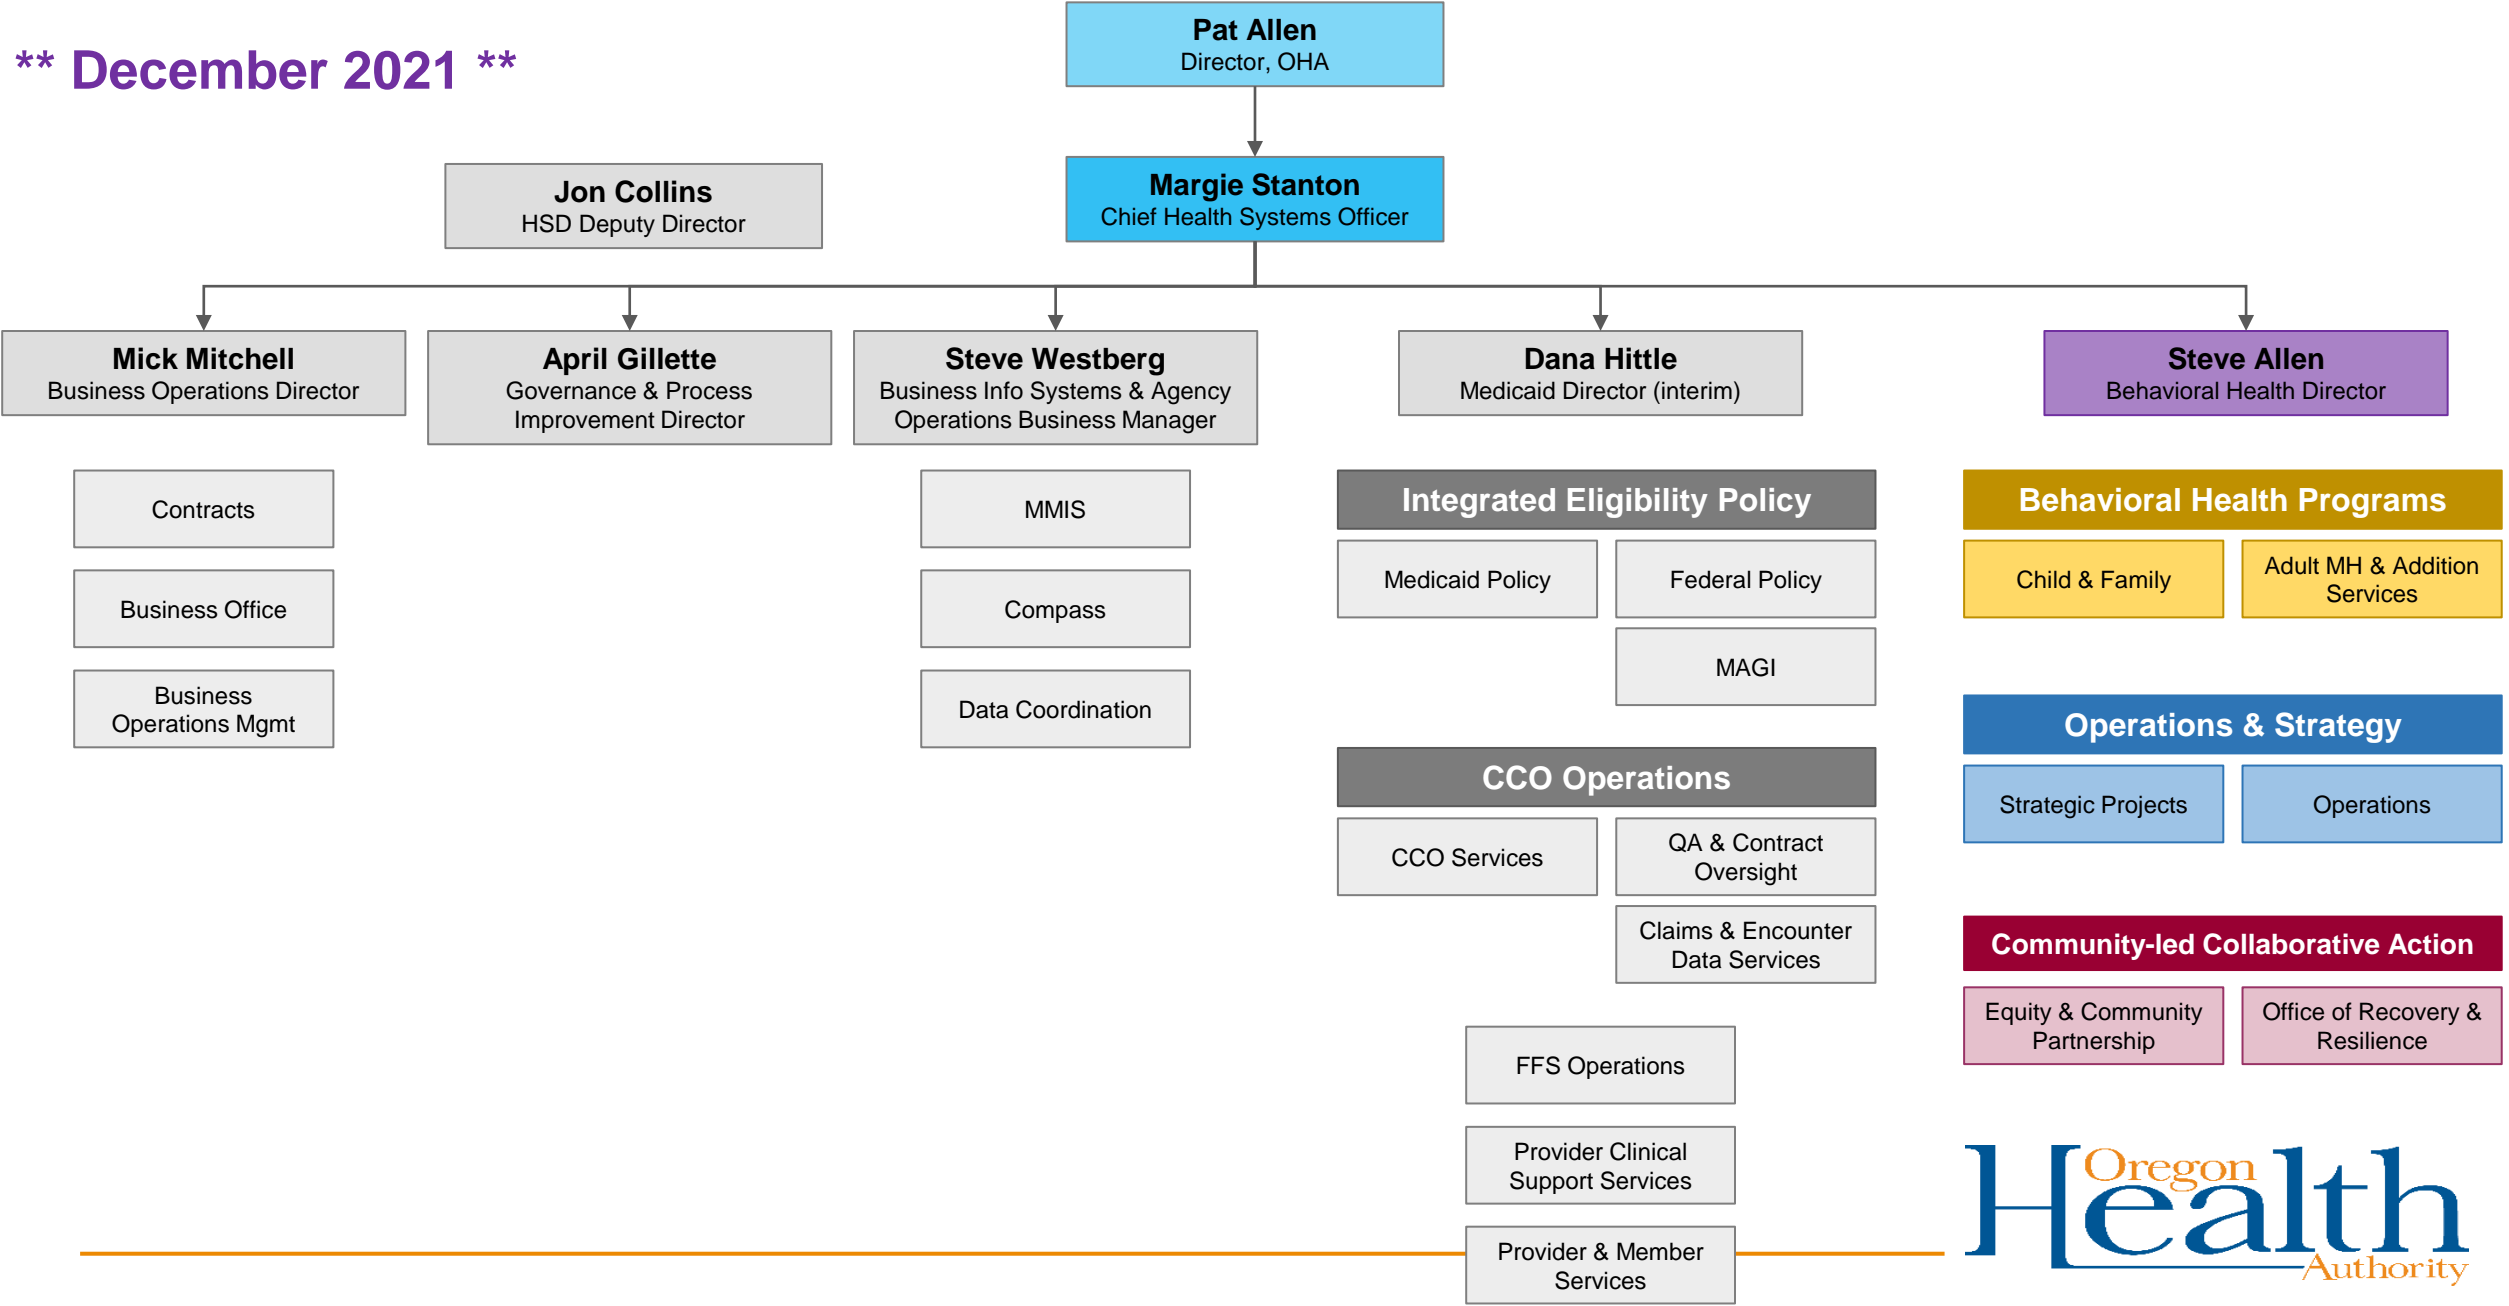 ** December 2021 **
Pat Allen
Director, OHA
Jon Collins
HSD Deputy Director
Margie Stanton
Chief Health Systems Officer
Mick Mitchell
Business Operations Director
April Gillette
Governance & Process
Improvement Director
Steve Westberg
Business Info Systems & Agency
Operations Business Manager
Dana Hittle
Medicaid Director (interim)
Steve Allen
Behavioral Health Director
Contracts
Business Office
Business
Operations Mgmt
MMIS
Compass
Data Coordination
Integrated Eligibility Policy
Medicaid Policy
Federal Policy
MAGI
CCO Operations
CCO Services
QA & Contract
Oversight
Claims & Encounter
Data Services
FFS Operations
Provider Clinical
Support Services
Provider & Member
Services
Behavioral Health Programs
Child & Family
Adult MH & Addition
Services
Operations & Strategy
Strategic Projects
Operations
Community-led Collaborative Action
Equity & Community
Partnership
Office of Recovery &
Resilience
Oregon
Health
Authority